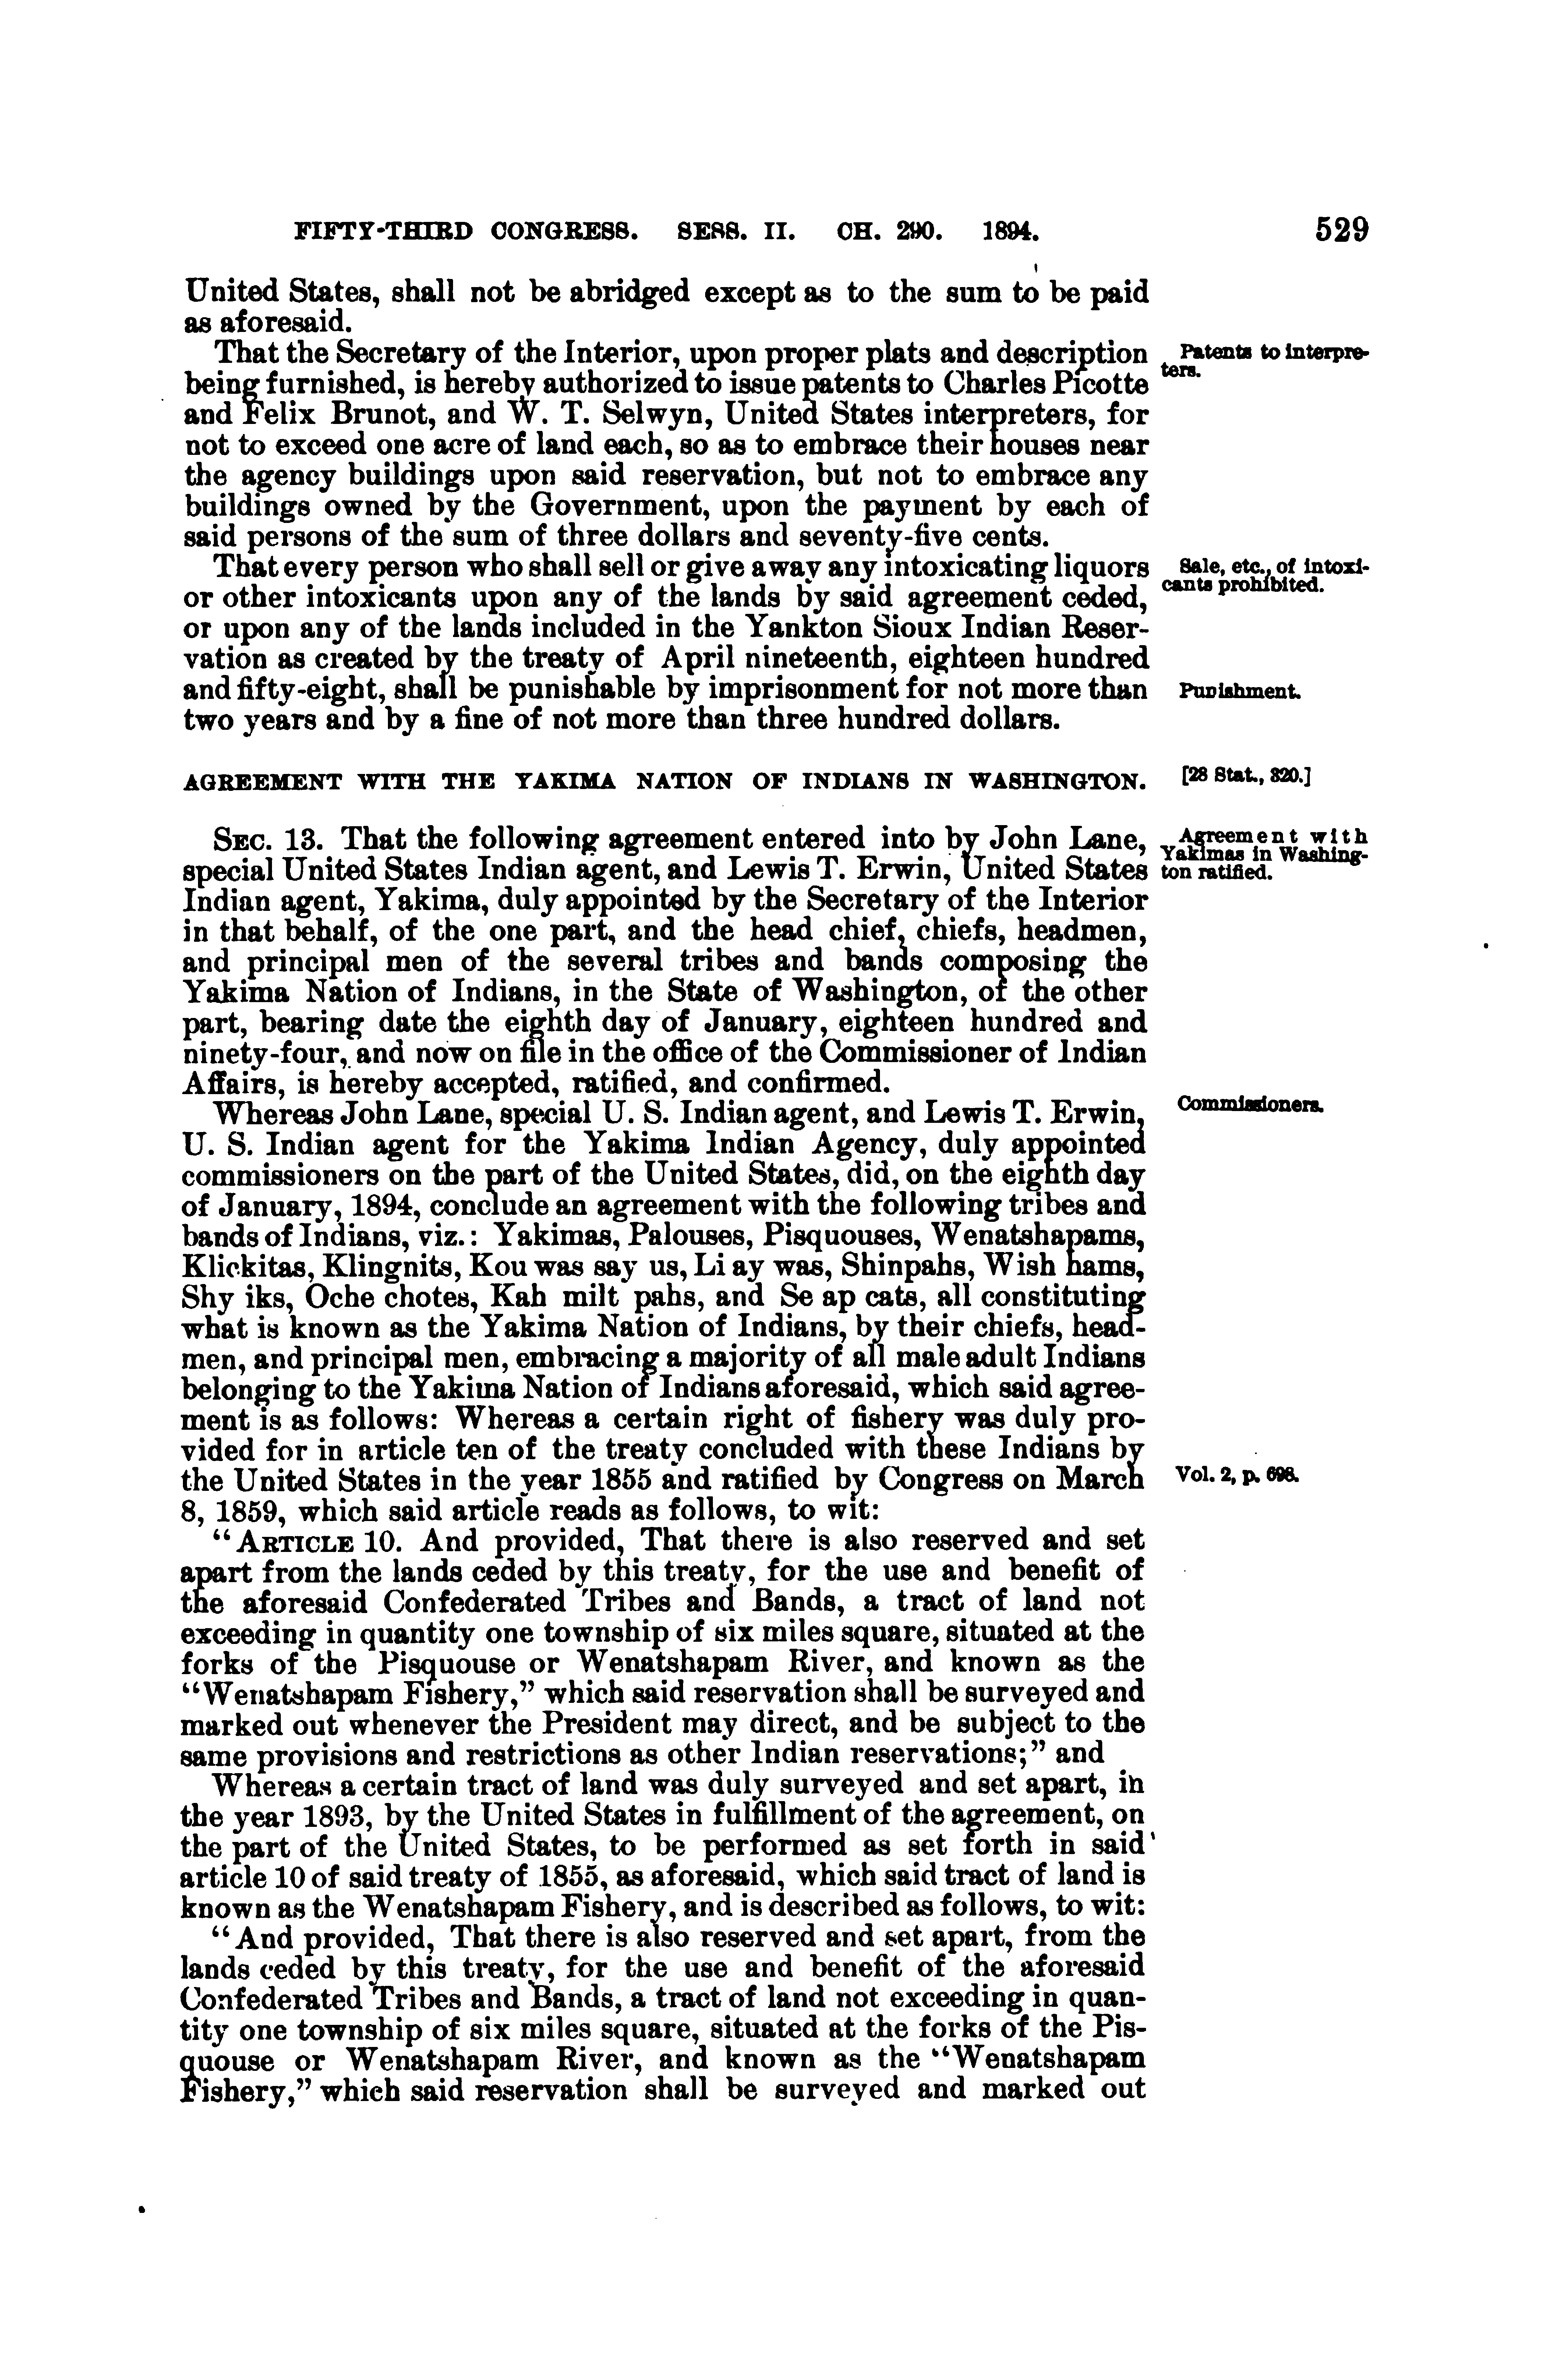 FIFTY-THIRD CONGRESS. SESS. II. CH. 290. 1894. 529
United States, shall not be abridged except as to the sum to be paid
as aforesaid.
That the Secretary of the Interior, upon proper plats and description
Patents to interpre-
being furnished, is hereby authorized to issue patents to Charles Picotte
ters.
and Felix Brunot, and W. T. Selwyn, United States interpreters, for
not to exceed one acre of land each, so as to embrace their houses near
the agency buildings upon said reservation, but not to embrace any
buildings owned by the Government, upon the payment by each of
said persons of the sum of three dollars and seventy-five cents.
That every person who shall sell or give away any intoxicating liquors
Sale, etc., of intoxi-
cants prohibited.
or other intoxicants upon any of the lands by said agreement ceded,
or upon any of the lands included in the Yankton Sioux Indian Reser-
vation as created by the treaty of April nineteenth, eighteen hundred
and fifty-eight, shall be punishable by imprisonment for not more than
Punishment.
two years and by a fine of not more than three hundred dollars.
AGREEMENT WITH THE YAKIMA NATION OF INDIANS IN WASHINGTON.
[28 Stat., 320.]
SEC. 13. That the following agreement entered into by John Lane,
Agreement with
Yakimas in Washing-
ton ratified.
special United States Indian agent, and Lewis T. Erwin, United States
Indian agent, Yakima, duly appointed by the Secretary of the Interior
in that behalf, of the one part, and the head chief, chiefs, headmen,
and principal men of the several tribes and bands composing the
Yakima Nation of Indians, in the State of Washington, of the other
part, bearing date the eighth day of January, eighteen hundred and
ninety-four, and now on file in the office of the Commissioner of Indian
Affairs, is hereby accepted, ratified, and confirmed.
Whereas John Lane, special U. S. Indian agent, and Lewis T. Erwin,
Commissioners.
U. S. Indian agent for the Yakima Indian Agency, duly appointed
commissioners on the part of the United States, did, on the eighth day
of January, 1894, conclude an agreement with the following tribes and
bands of Indians, viz.: Yakimas, Palouses, Pisquouses, Wenatshapams,
Klickitas, Klingnits, Kou was say us, Li ay was, Shinpahs, Wish hams,
Shy iks, Oche chotes, Kah milt pahs, and Se ap cats, all constituting
what is known as the Yakima Nation of Indians, by their chiefs, head-
men, and principal men, embracing a majority of all male adult Indians
belonging to the Yakima Nation of Indians aforesaid, which said agree-
ment is as follows: Whereas a certain right of fishery was duly pro-
vided for in article ten of the treaty concluded with these Indians by
the United States in the year 1855 and ratified by Congress on March
Vol. 2, p. 698.
8, 1859, which said article reads as follows, to wit:
"ARTICLE 10. And provided, That there is also reserved and set
apart from the lands ceded by this treaty, for the use and benefit of
the aforesaid Confederated Tribes and Bands, a tract of land not
exceeding in quantity one township of six miles square, situated at the
forks of the Pisquouse or Wenatshapam River, and known as the
"Wenatshapam Fishery," which said reservation shall be surveyed and
marked out whenever the President may direct, and be subject to the
same provisions and restrictions as other Indian reservations;" and
Whereas a certain tract of land was duly surveyed and set apart, in
the year 1893, by the United States in fulfillment of the agreement, on
the part of the United States, to be performed as set forth in said
article 10 of said treaty of 1855, as aforesaid, which said tract of land is
known as the Wenatshapam Fishery, and is described as follows, to wit:
"And provided, That there is also reserved and set apart, from the
lands ceded by this treaty, for the use and benefit of the aforesaid
Confederated Tribes and Bands, a tract of land not exceeding in quan-
tity one township of six miles square, situated at the forks of the Pis-
quouse or Wenatshapam River, and known as the "Wenatshapam
Fishery," which said reservation shall be surveyed and marked out